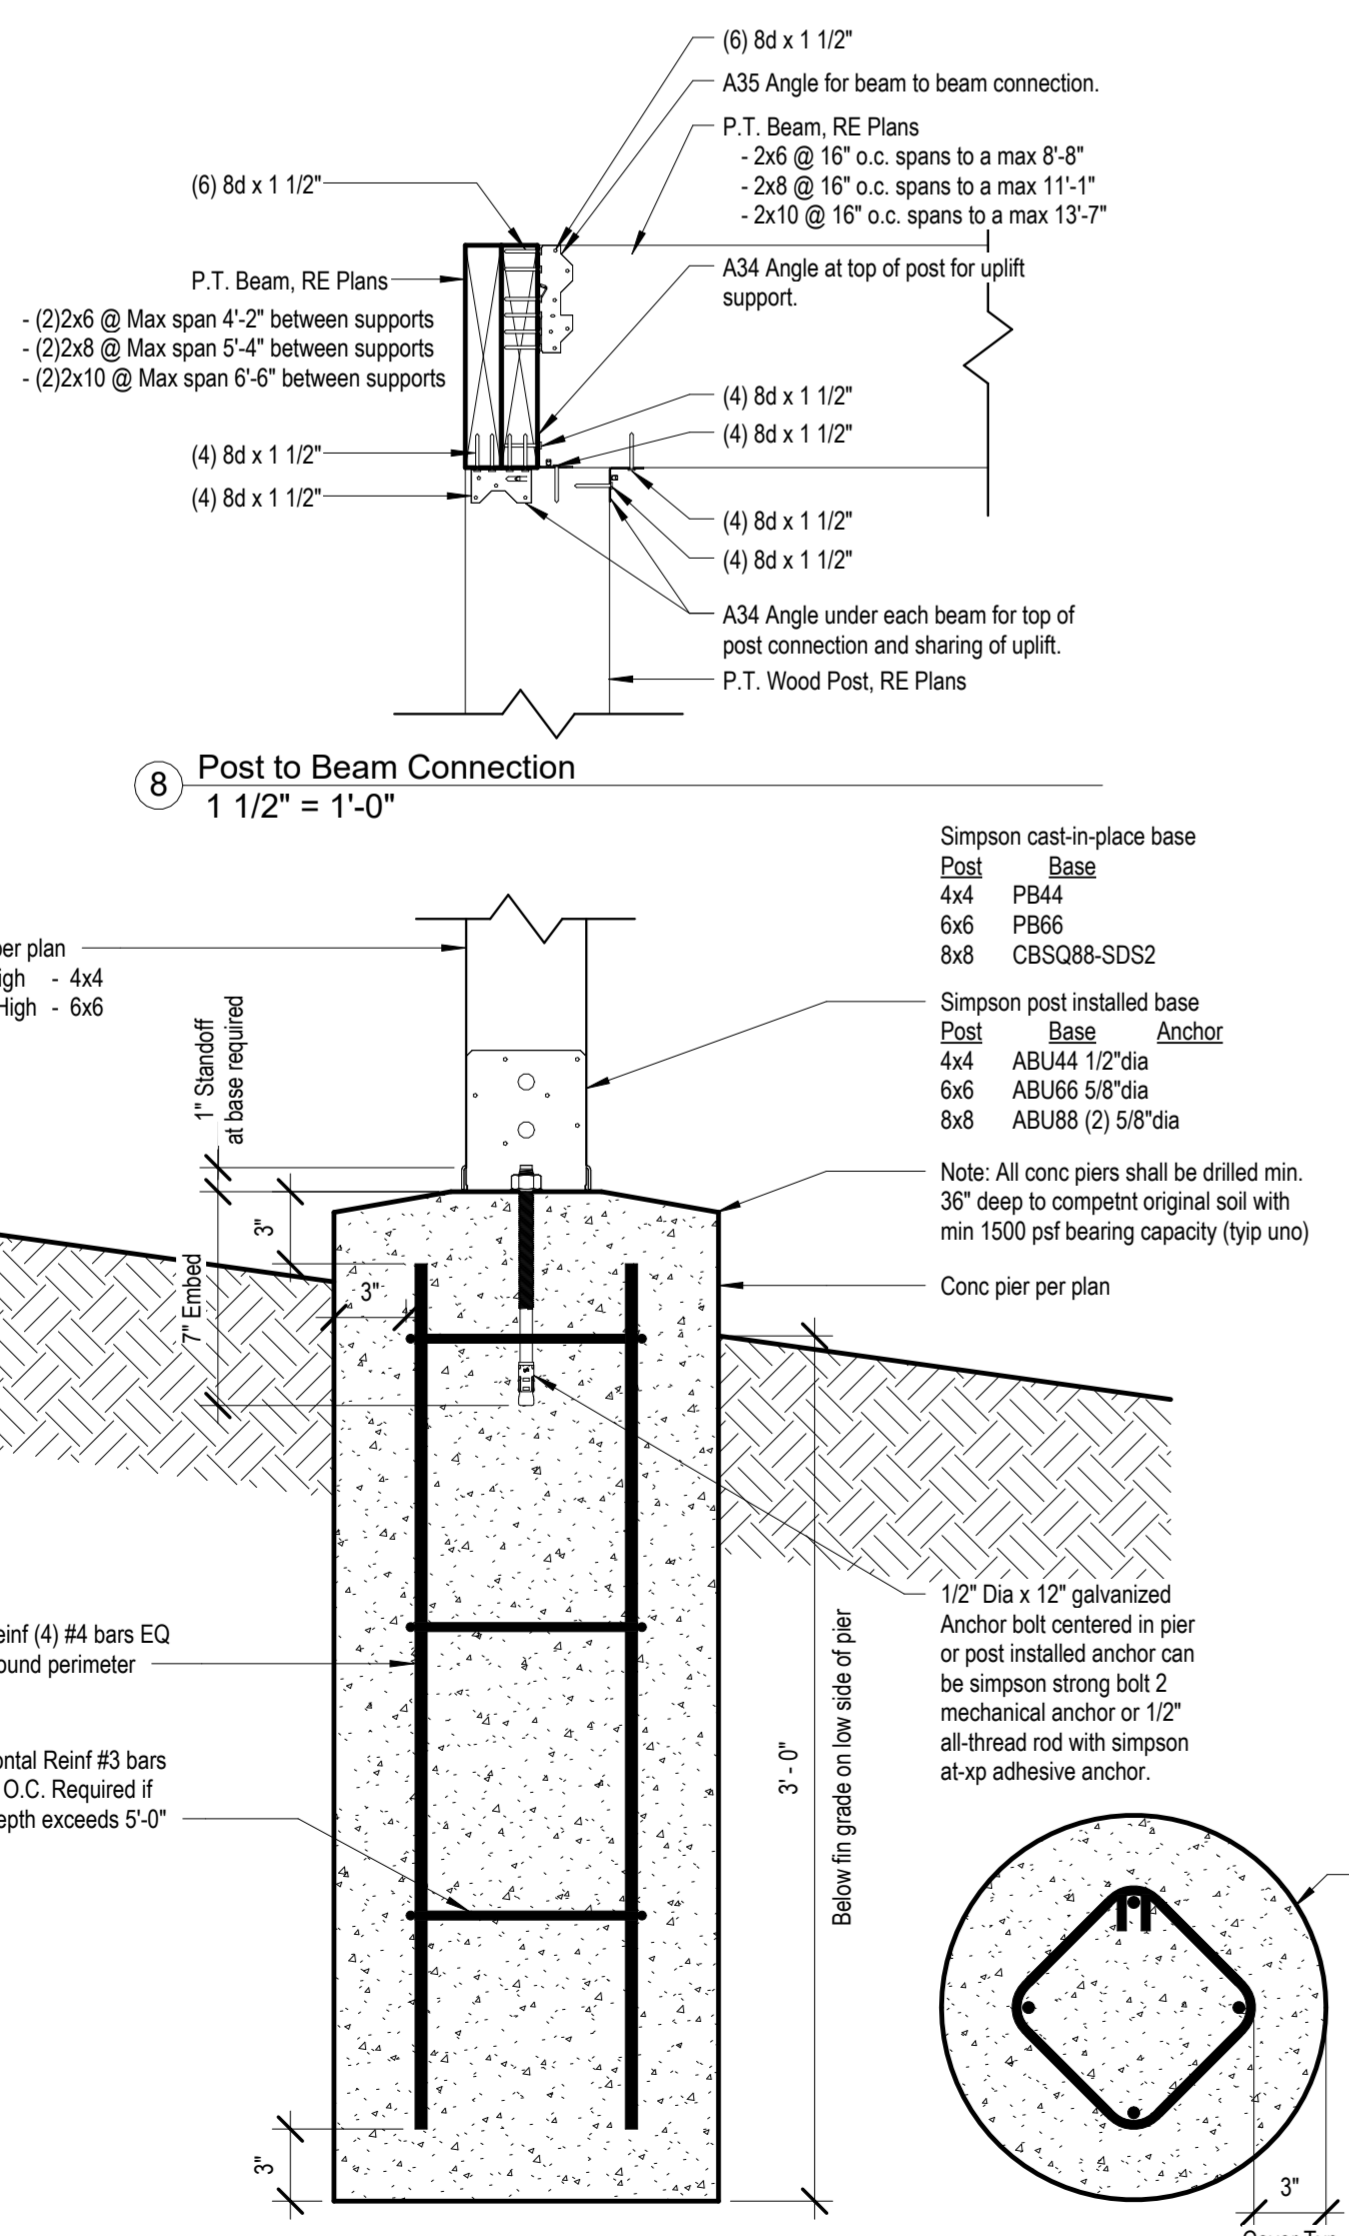 (6) 8d x 1 1/2"
A35 Angle for beam to beam connection.
P.T. Beam, RE Plans
- 2x6 @ 16" o.c. spans to a max 8'-8"
- 2x8 @ 16" o.c. spans to a max 11'-1"
- 2x10 @ 16" o.c. spans to a max 13'-7"
(6) 8d x 1 1/2"
A34 Angle at top of post for uplift
support.
P.T. Beam, RE Plans
- (2)2x6 @ Max span 4'-2" between supports
- (2)2x8 @ Max span 5'-4" between supports
- (2)2x10 @ Max span 6'-6" between supports
(4) 8d x 1 1/2"
(4) 8d x 1 1/2"
(4) 8d x 1 1/2"
(4) 8d x 1 1/2"
(4) 8d x 1 1/2"
(4) 8d x 1 1/2"
A34 Angle under each beam for top of
post connection and sharing of uplift.
P.T. Wood Post, RE Plans
8
Post to Beam Connection
1 1/2" = 1'-0"
Simpson cast-in-place base
Post Base
4x4 PB44
6x6 PB66
8x8 CBSQ88-SDS2
per plan
igh - 4x4
High - 6x6
1" Standoff
at base required
Simpson post installed base
Post Base Anchor
4x4 ABU44 1/2"dia
6x6 ABU66 5/8"dia
8x8 ABU88 (2) 5/8"dia
Note: All conc piers shall be drilled min.
36" deep to competnt original soil with
min 1500 psf bearing capacity (tyip uno)
3"
7" Embed
3"
Conc pier per plan
1/2" Dia x 12" galvanized
Anchor bolt centered in pier
or post installed anchor can
be simpson strong bolt 2
mechanical anchor or 1/2"
all-thread rod with simpson
at-xp adhesive anchor.
einf (4) #4 bars EQ
ound perimeter
ontal Reinf #3 bars
O.C. Required if
epth exceeds 5'-0"
3' - 0"
Below fin grade on low side of pier
3"
3"